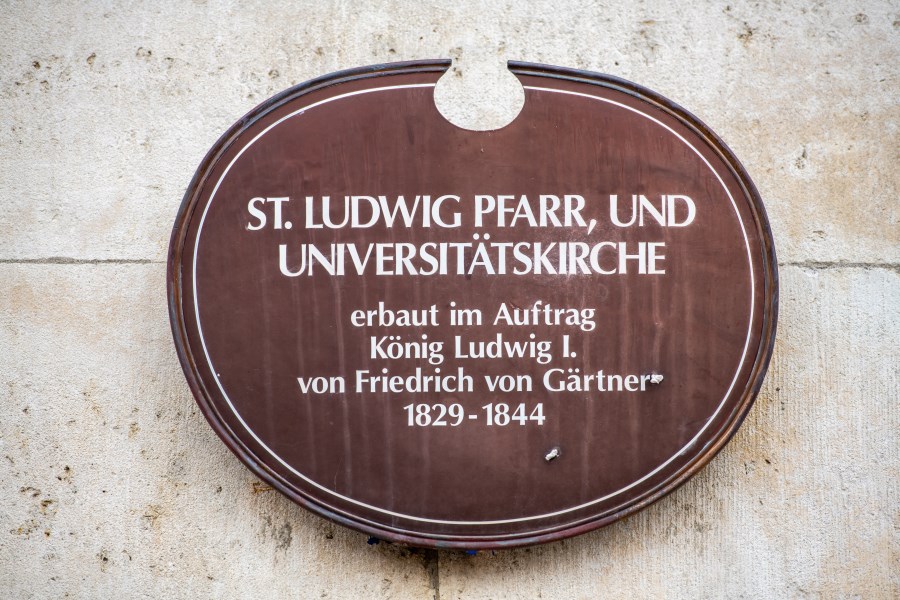 ST. LUDWIG PFARR, UND
UNIVERSITÄTSKIRCHE
erbaut im Auftrag
König Ludwig I.
von Friedrich von Gärtner
1829-1844